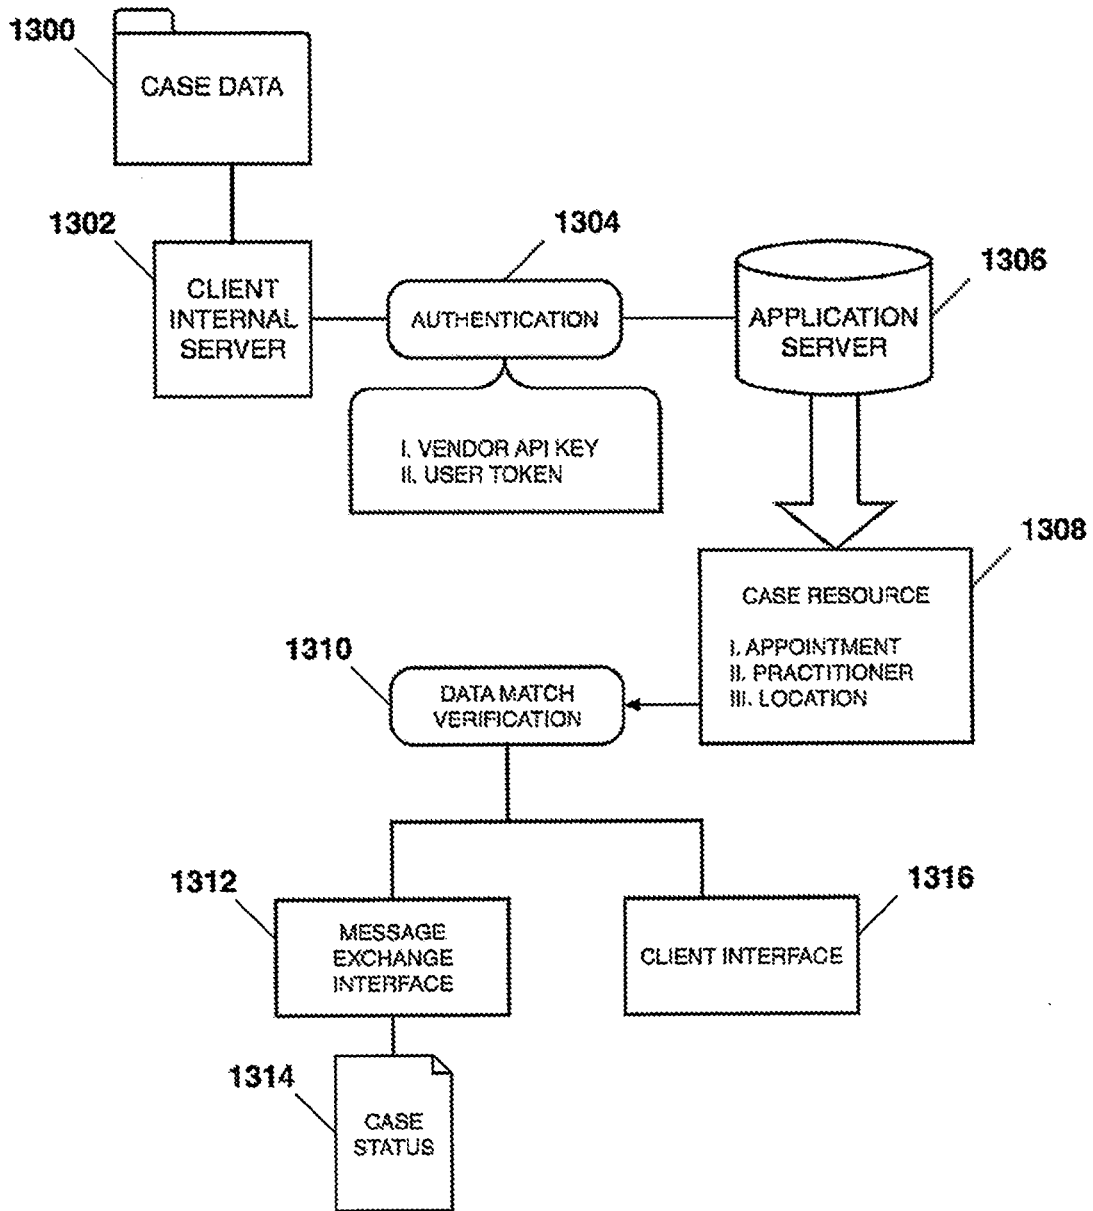 1300
CASE DATA
1302
CLIENT
INTERNAL
SERVER
1304
AUTHENTICATION
I. VENDOR API KEY
II. USER TOKEN
1306
APPLICATION
SERVER
1308
CASE RESOURCE
I. APPOINTMENT
II. PRACTITIONER
III. LOCATION
1310
DATA MATCH
VERIFICATION
1312
MESSAGE
EXCHANGE
INTERFACE
1316
CLIENT INTERFACE
1314
CASE
STATUS